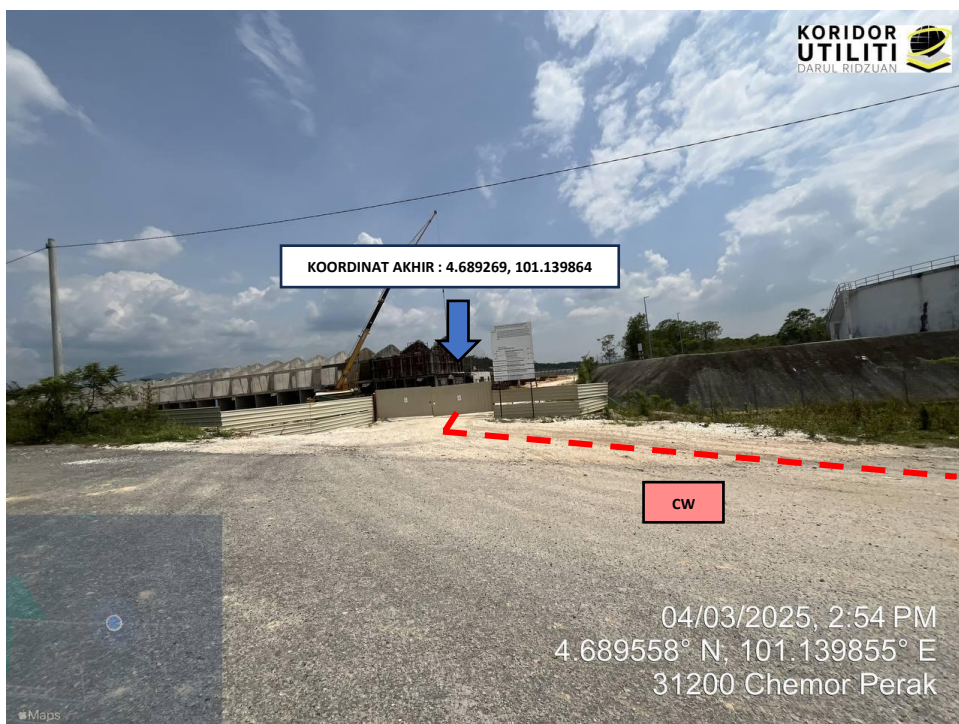 KORIDOR
UTILITI
DARUL RIDZUAN
KOORDINAT AKHIR : 4.689269, 101.139864
CW
04/03/2025, 2:54 PM
4.689558° N, 101.139855° E
31200 Chemor Perak
Maps